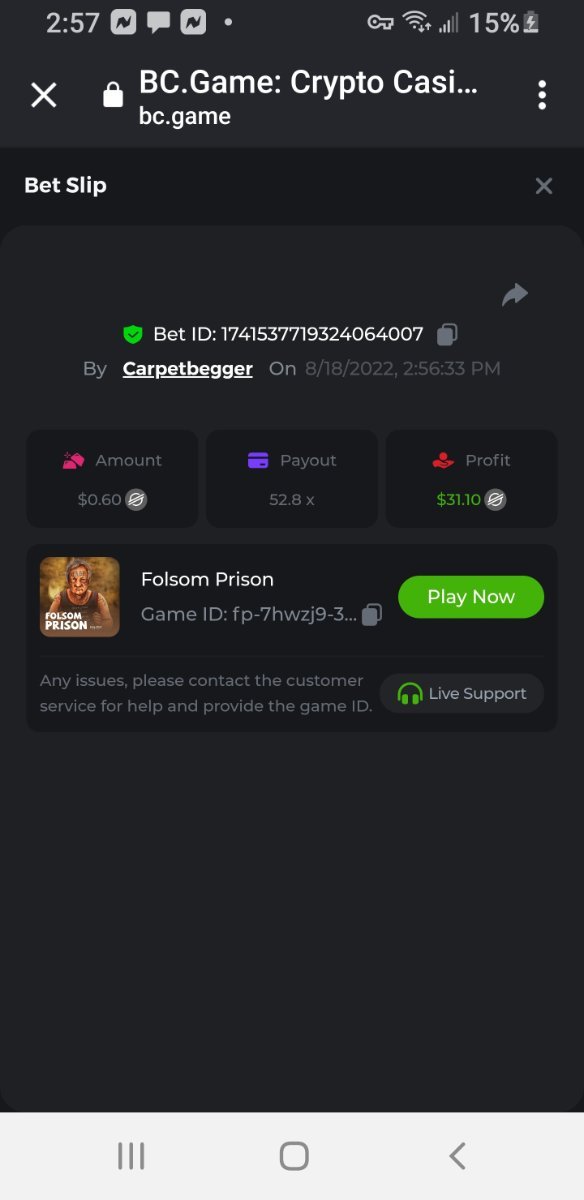 2:57 15%
BC.Game: Crypto Casi...
bc.game
Bet Slip
Bet ID: 1741537719324064007
By Carpetbegger On 8/18/2022, 2:56:33 PM
Amount Payout Profit
$0.60 52.8 x $31.10
FOLSOM
PRISON
Folsom Prison
Game ID: fp-7hwzj9-3...
Play Now
Any issues, please contact the customer
service for help and provide the game ID.
Live Support